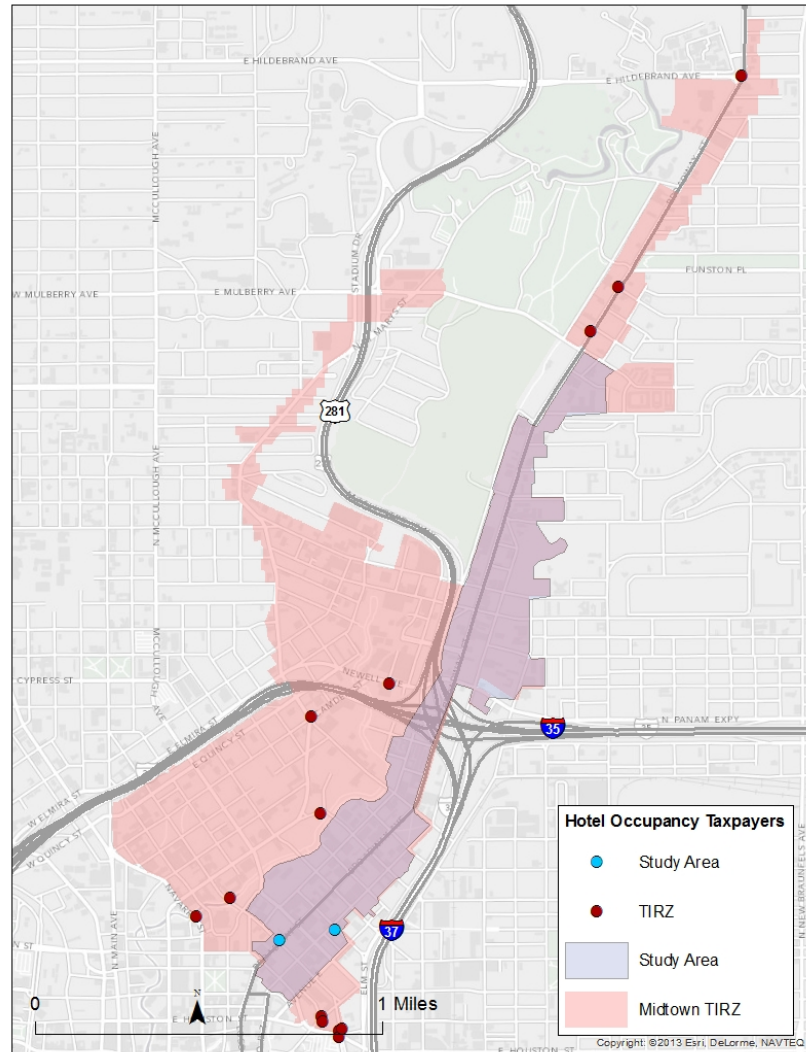 E HILDEBRAND AVE
E HILDEBRAND AVE
MCCULLOUGH AVE
STADIUM DR
FUNSTON PL
W MULBERRY AVE
E MULBERRY AVE
281
N MCCULLOUGH AVE
MCCULLOUGH
AVE
CYPRESS ST
E ELMIRA ST
E QUINCY ST
N PANAM EXPY
35
35
W ELMIRA ST
W QUINCY ST
N MAIN AVE
37
ELM ST
N NEW BRAUNFELS AVE
Hotel Occupancy Taxpayers
Study Area
TIRZ
Study Area
Midtown TIRZ
N
0
1 Miles
E HOUSTON ST
E HOUSTON ST
Copyright: ©2013 Esri, DeLorme, NAVTEQ